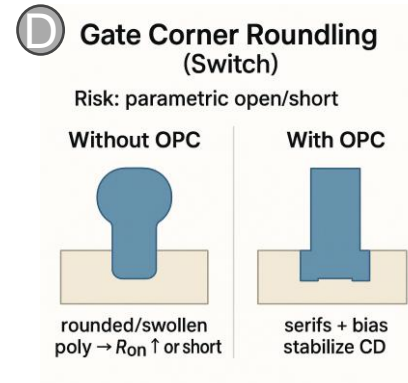 D
Gate Corner Roundling
(Switch)
Risk: parametric open/short
Without OPC
With OPC
rounded/swollen
poly → Ron ↑ or short
serifs + bias
stabilize CD